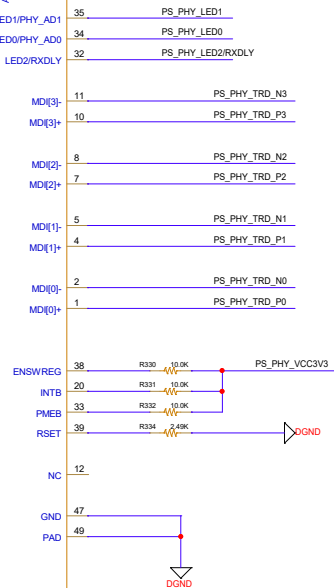 ED1/PHY_AD1 35 PS_PHY_LED1
ED0/PHY_AD0 34 PS_PHY_LED0
LED2/RXDLY 32 PS_PHY_LED2/RXDLY
MDI[3]- 11 PS_PHY_TRD_N3
MDI[3]+ 10 PS_PHY_TRD_P3
MDI[2]- 8 PS_PHY_TRD_N2
MDI[2]+ 7 PS_PHY_TRD_P2
MDI[1]- 5 PS_PHY_TRD_N1
MDI[1]+ 4 PS_PHY_TRD_P1
MDI[0]- 2 PS_PHY_TRD_N0
MDI[0]+ 1 PS_PHY_TRD_P0
ENSWREG 38 R330 10.0K PS_PHY_VCC3V3
INTB 20 R331 10.0K
PMEB 33 R332 10.0K
RSET 39 R334 2.49K DGND
NC 12
GND 47
PAD 49
DGND